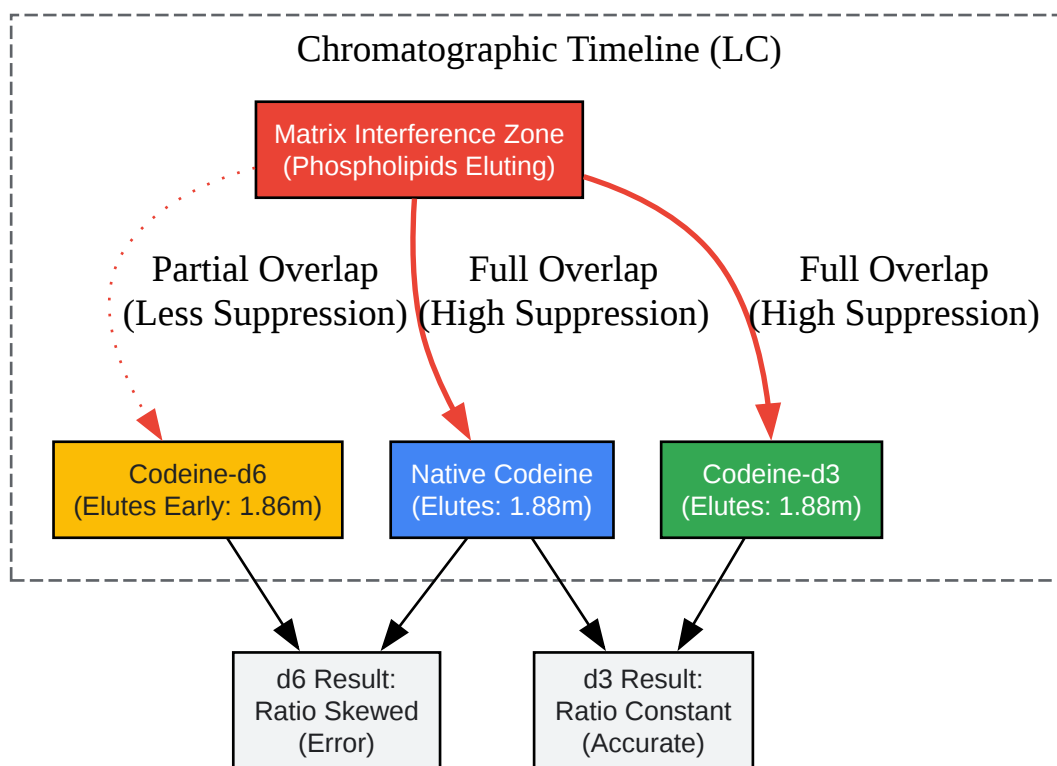 Chromatographic Timeline (LC)
Matrix Interference Zone
(Phospholipids Eluting)
Partial Overlap
(Less Suppression)
Full Overlap
(High Suppression)
Full Overlap
(High Suppression)
Codeine-d6
(Elutes Early: 1.86m)
Native Codeine
(Elutes: 1.88m)
Codeine-d3
(Elutes: 1.88m)
d6 Result:
Ratio Skewed
(Error)
d3 Result:
Ratio Constant
(Accurate)